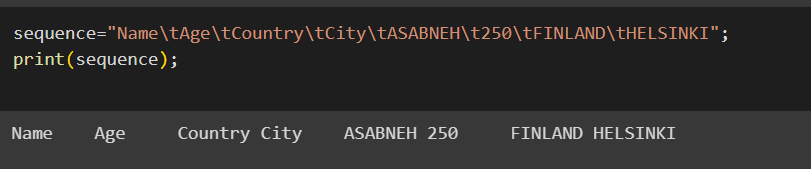 sequence="Name\tAge\tCountry\tCity\tASABNEH\t250\tFINLAND\tHELSINKI";
print(sequence);
Name    Age     Country City    ASABNEH 250     FINLAND HELSINKI